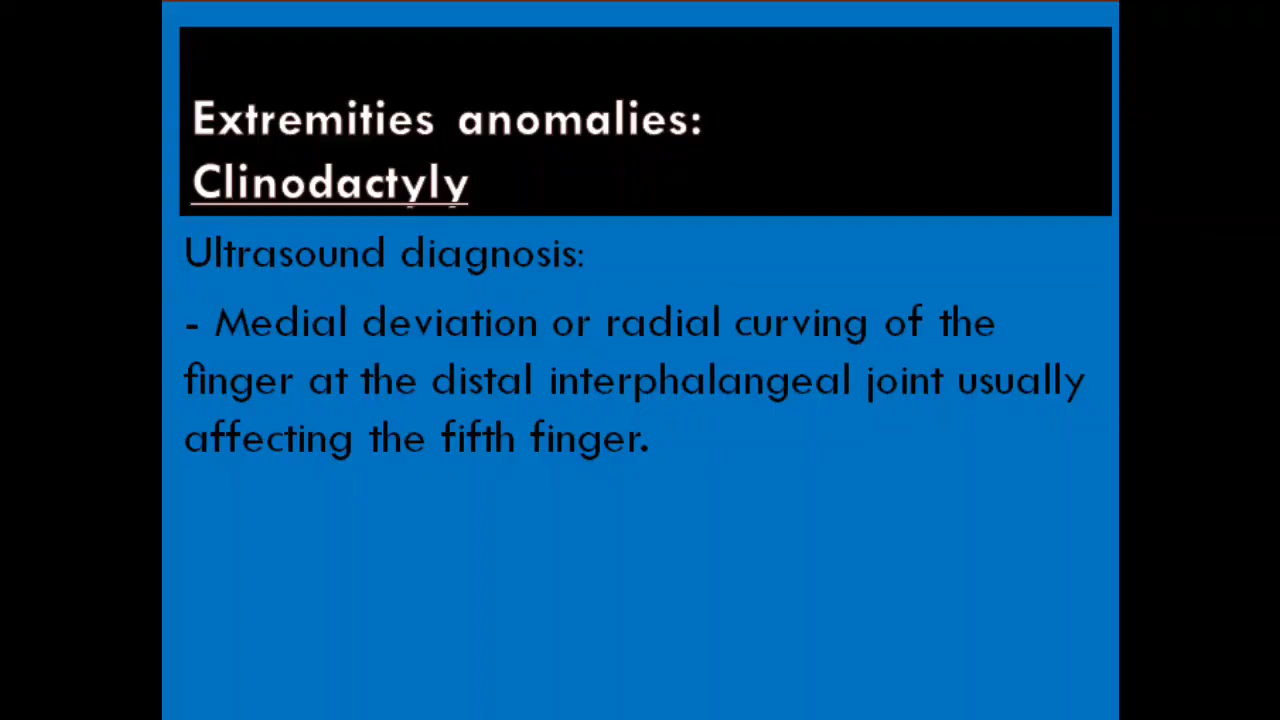 Extremities anomalies:
Clinodactyly
Ultrasound diagnosis:
- Medial deviation or radial curving of the
finger at the distal interphalangeal joint usually
affecting the fifth finger.